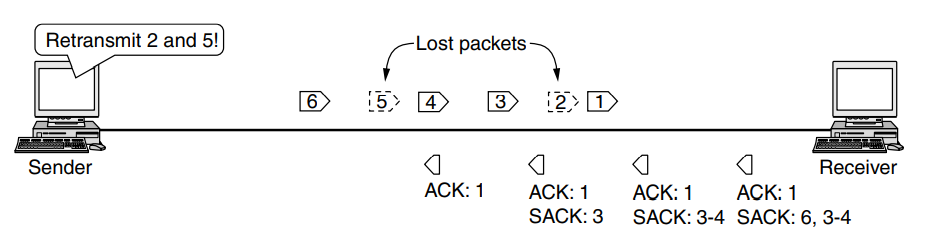 Retransmit 2 and 5!
Lost packets
6
5
4
3
2
1
Sender
Receiver
ACK: 1
ACK: 1
SACK: 3
ACK: 1
SACK: 3-4
ACK: 1
SACK: 6, 3-4